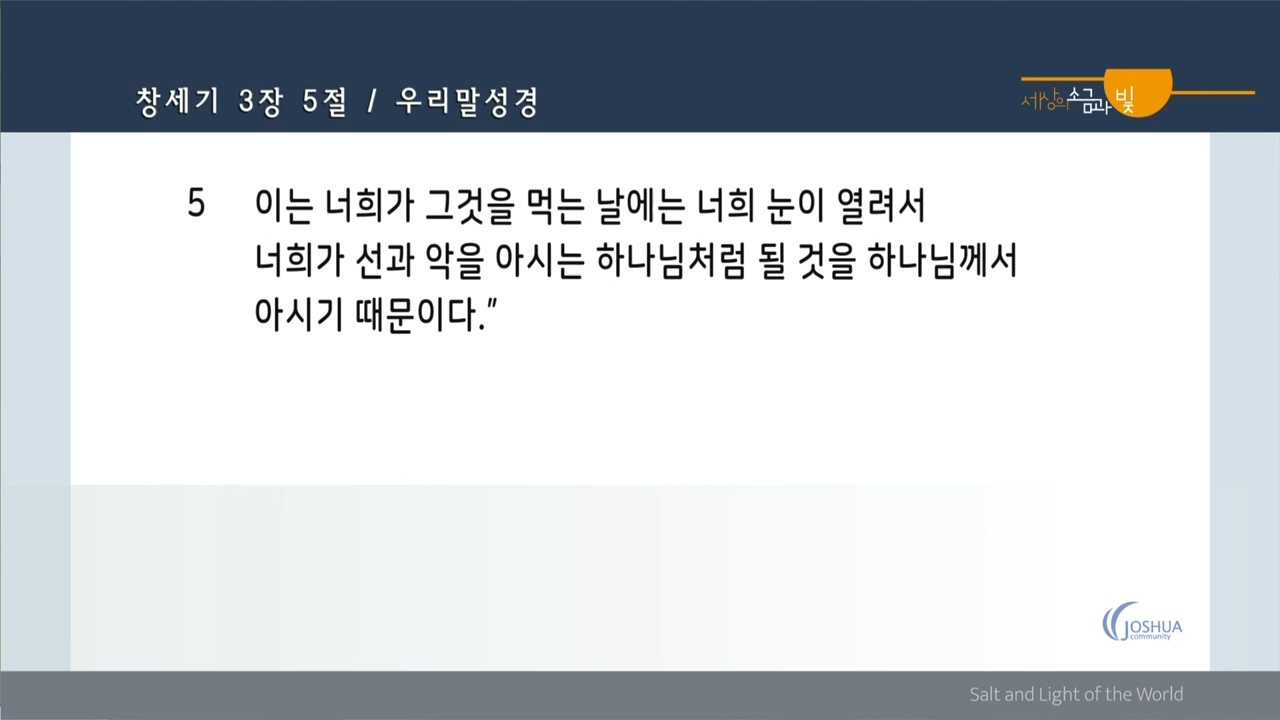 창세기 3장 5절 / 우리말성경
세상의소금과빛
5 이는 너희가 그것을 먹는 날에는 너희 눈이 열려서
너희가 선과 악을 아시는 하나님처럼 될 것을 하나님께서
아시기 때문이다.”
JOSHUA
community
Salt and Light of the World